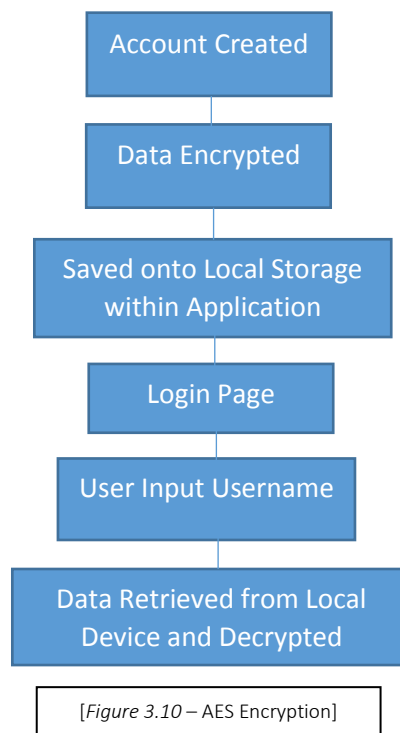 Account Created
Data Encrypted
Saved onto Local Storage
within Application
Login Page
User Input Username
Data Retrieved from Local
Device and Decrypted
[Figure 3.10 – AES Encryption]